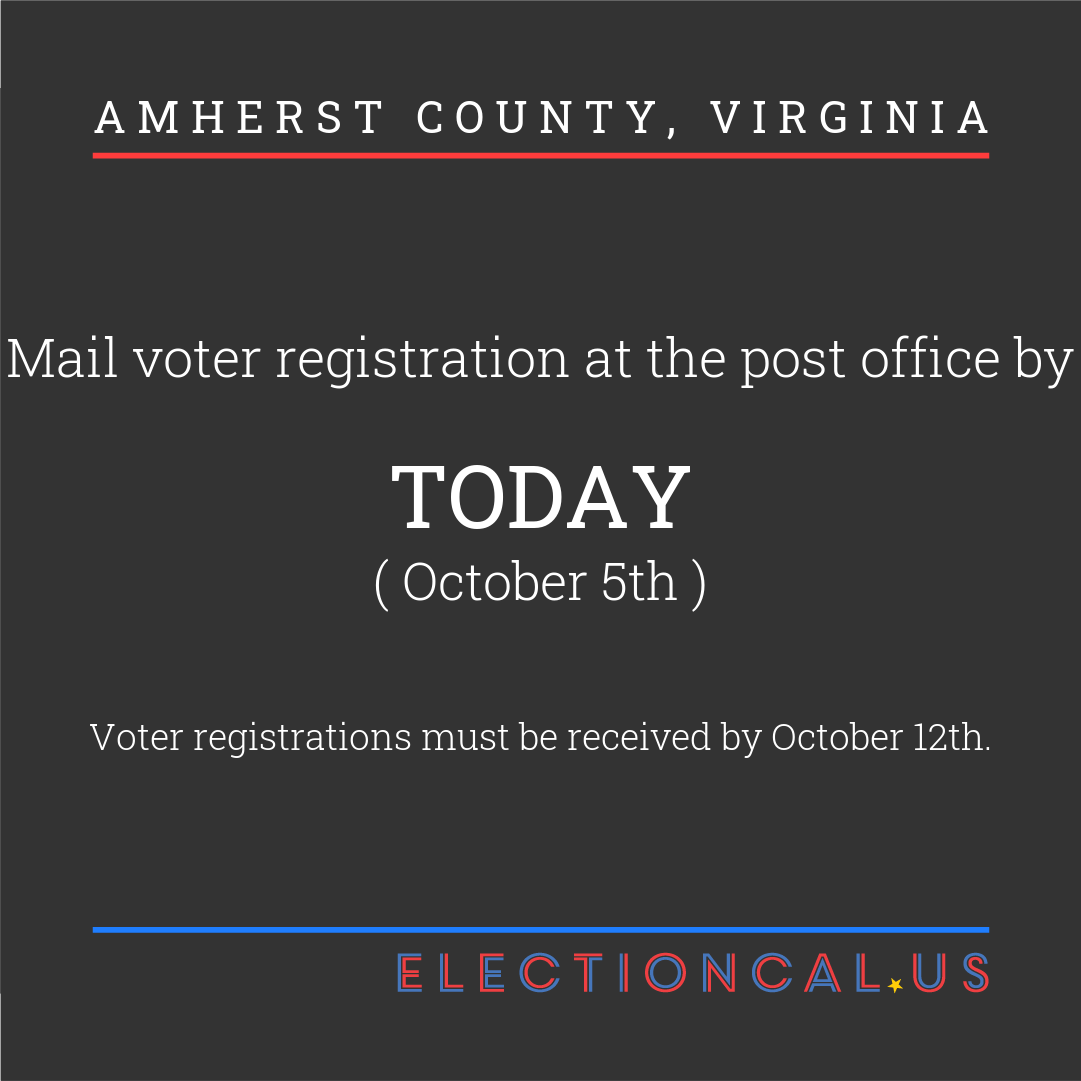 AMHERST COUNTY, VIRGINIA
Mail voter registration at the post office by
TODAY
( October 5th )
Voter registrations must be received by October 12th.
ELECTIONCAL.US